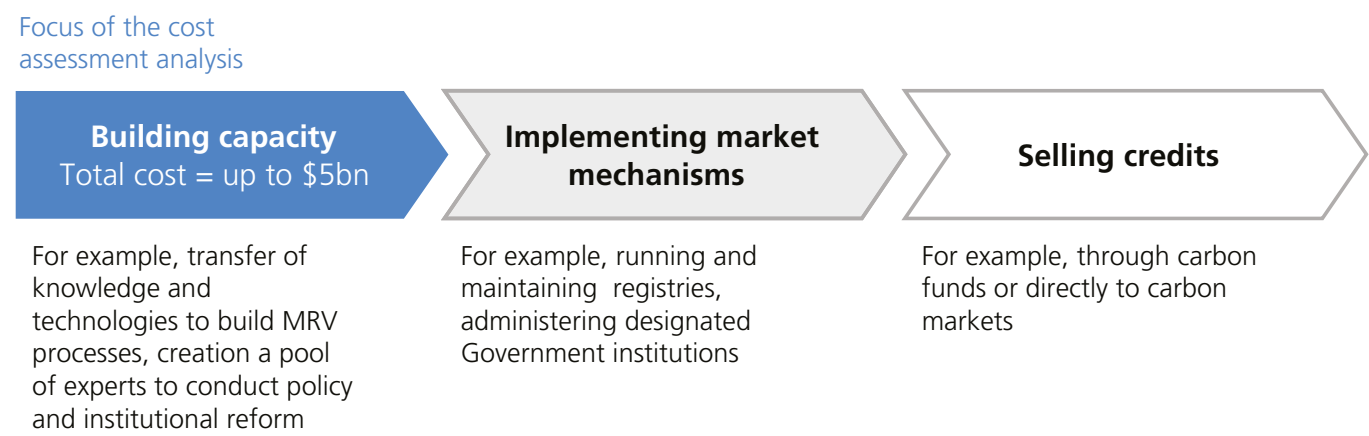 Focus of the cost
assessment analysis
Building capacity
Total cost = up to $5bn
For example, transfer of
knowledge and
technologies to build MRV
processes, creation a pool
of experts to conduct policy
and institutional reform
Implementing market
mechanisms
For example, running and
maintaining registries,
administering designated
Government institutions
Selling credits
For example, through carbon
funds or directly to carbon
markets